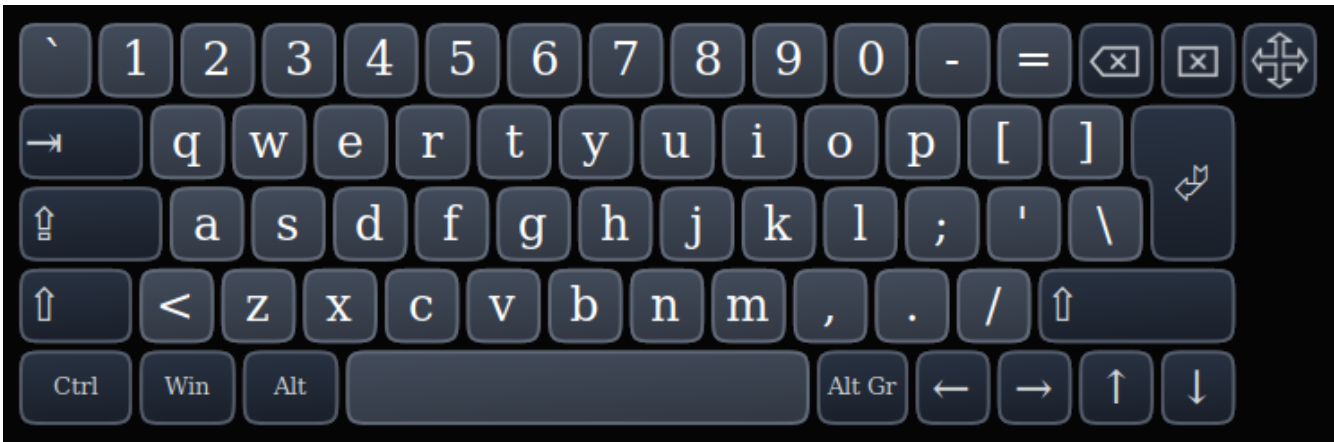 ` 1 2 3 4 5 6 7 8 9 0 - =
q w e r t y u i o p [ ]
a s d f g h j k l ; ' \
< z x c v b n m , . /
Ctrl Win Alt Alt Gr ← → ↑ ↓